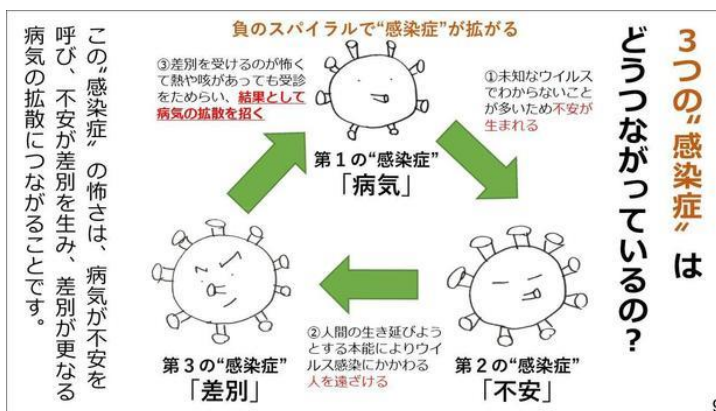 3つの〝感染症〟は
どうつながっているの?
負のスパイラルで“感染症”が拡がる
①未知なウイルス
でわからないこと
が多いため不安が
生まれる
第1の“感染症”
「病気」
③差別を受けるのが怖く
て熱や咳があっても受診
をためらい、結果として
病気の拡散を招く
②人間の生き延びよう
とする本能によりウイ
ルス感染にかかわる
人を遠ざける
第2の“感染症”
「不安」
第3の“感染症”
「差別」
この〝感染症〟の怖さは、病気が不安を
呼び、不安が差別を生み、差別が更なる
病気の拡散につながることです。